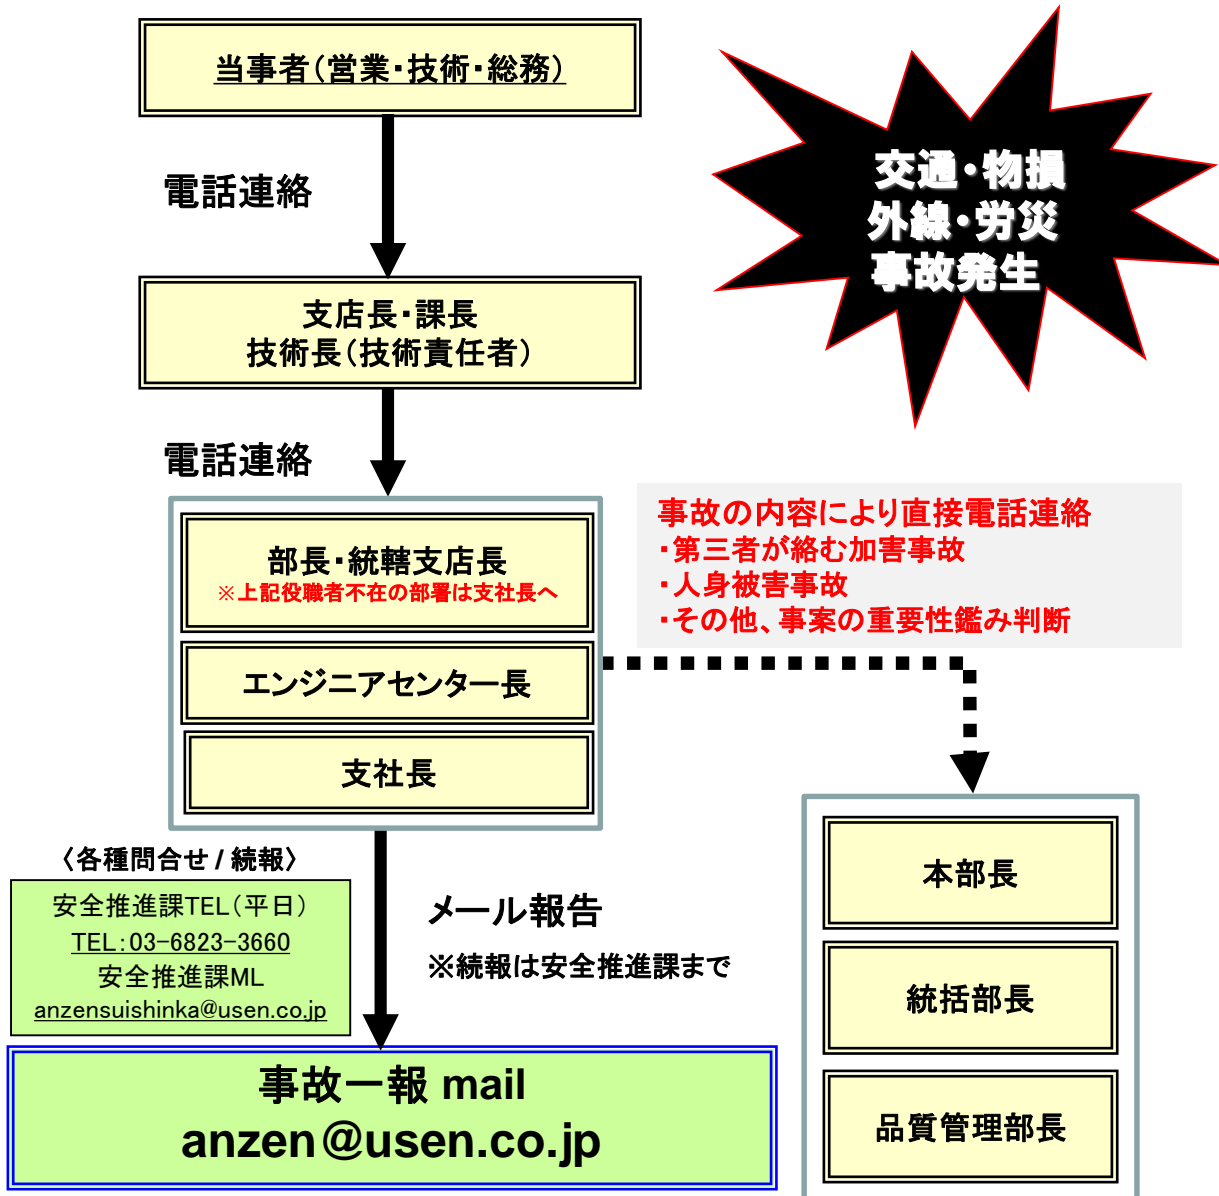 当事者（営業・技術・総務）
交通・物損
外線・労災
事故発生
電話連絡
支店長・課長
技術長（技術責任者）
電話連絡
事故の内容により直接電話連絡
・第三者が絡む加害事故
・人身被害事故
・その他、事案の重要性鑑み判断
部長・統轄支店長
※上記役職者不在の部署は支社長へ
エンジニアセンター長
支社長
〈各種問合せ / 続報〉
安全推進課TEL（平日）
TEL：03-6823-3660
安全推進課ML
anzensuishinka@usen.co.jp
メール報告
※続報は安全推進課まで
本部長
統括部長
品質管理部長
事故一報 mail
anzen@usen.co.jp